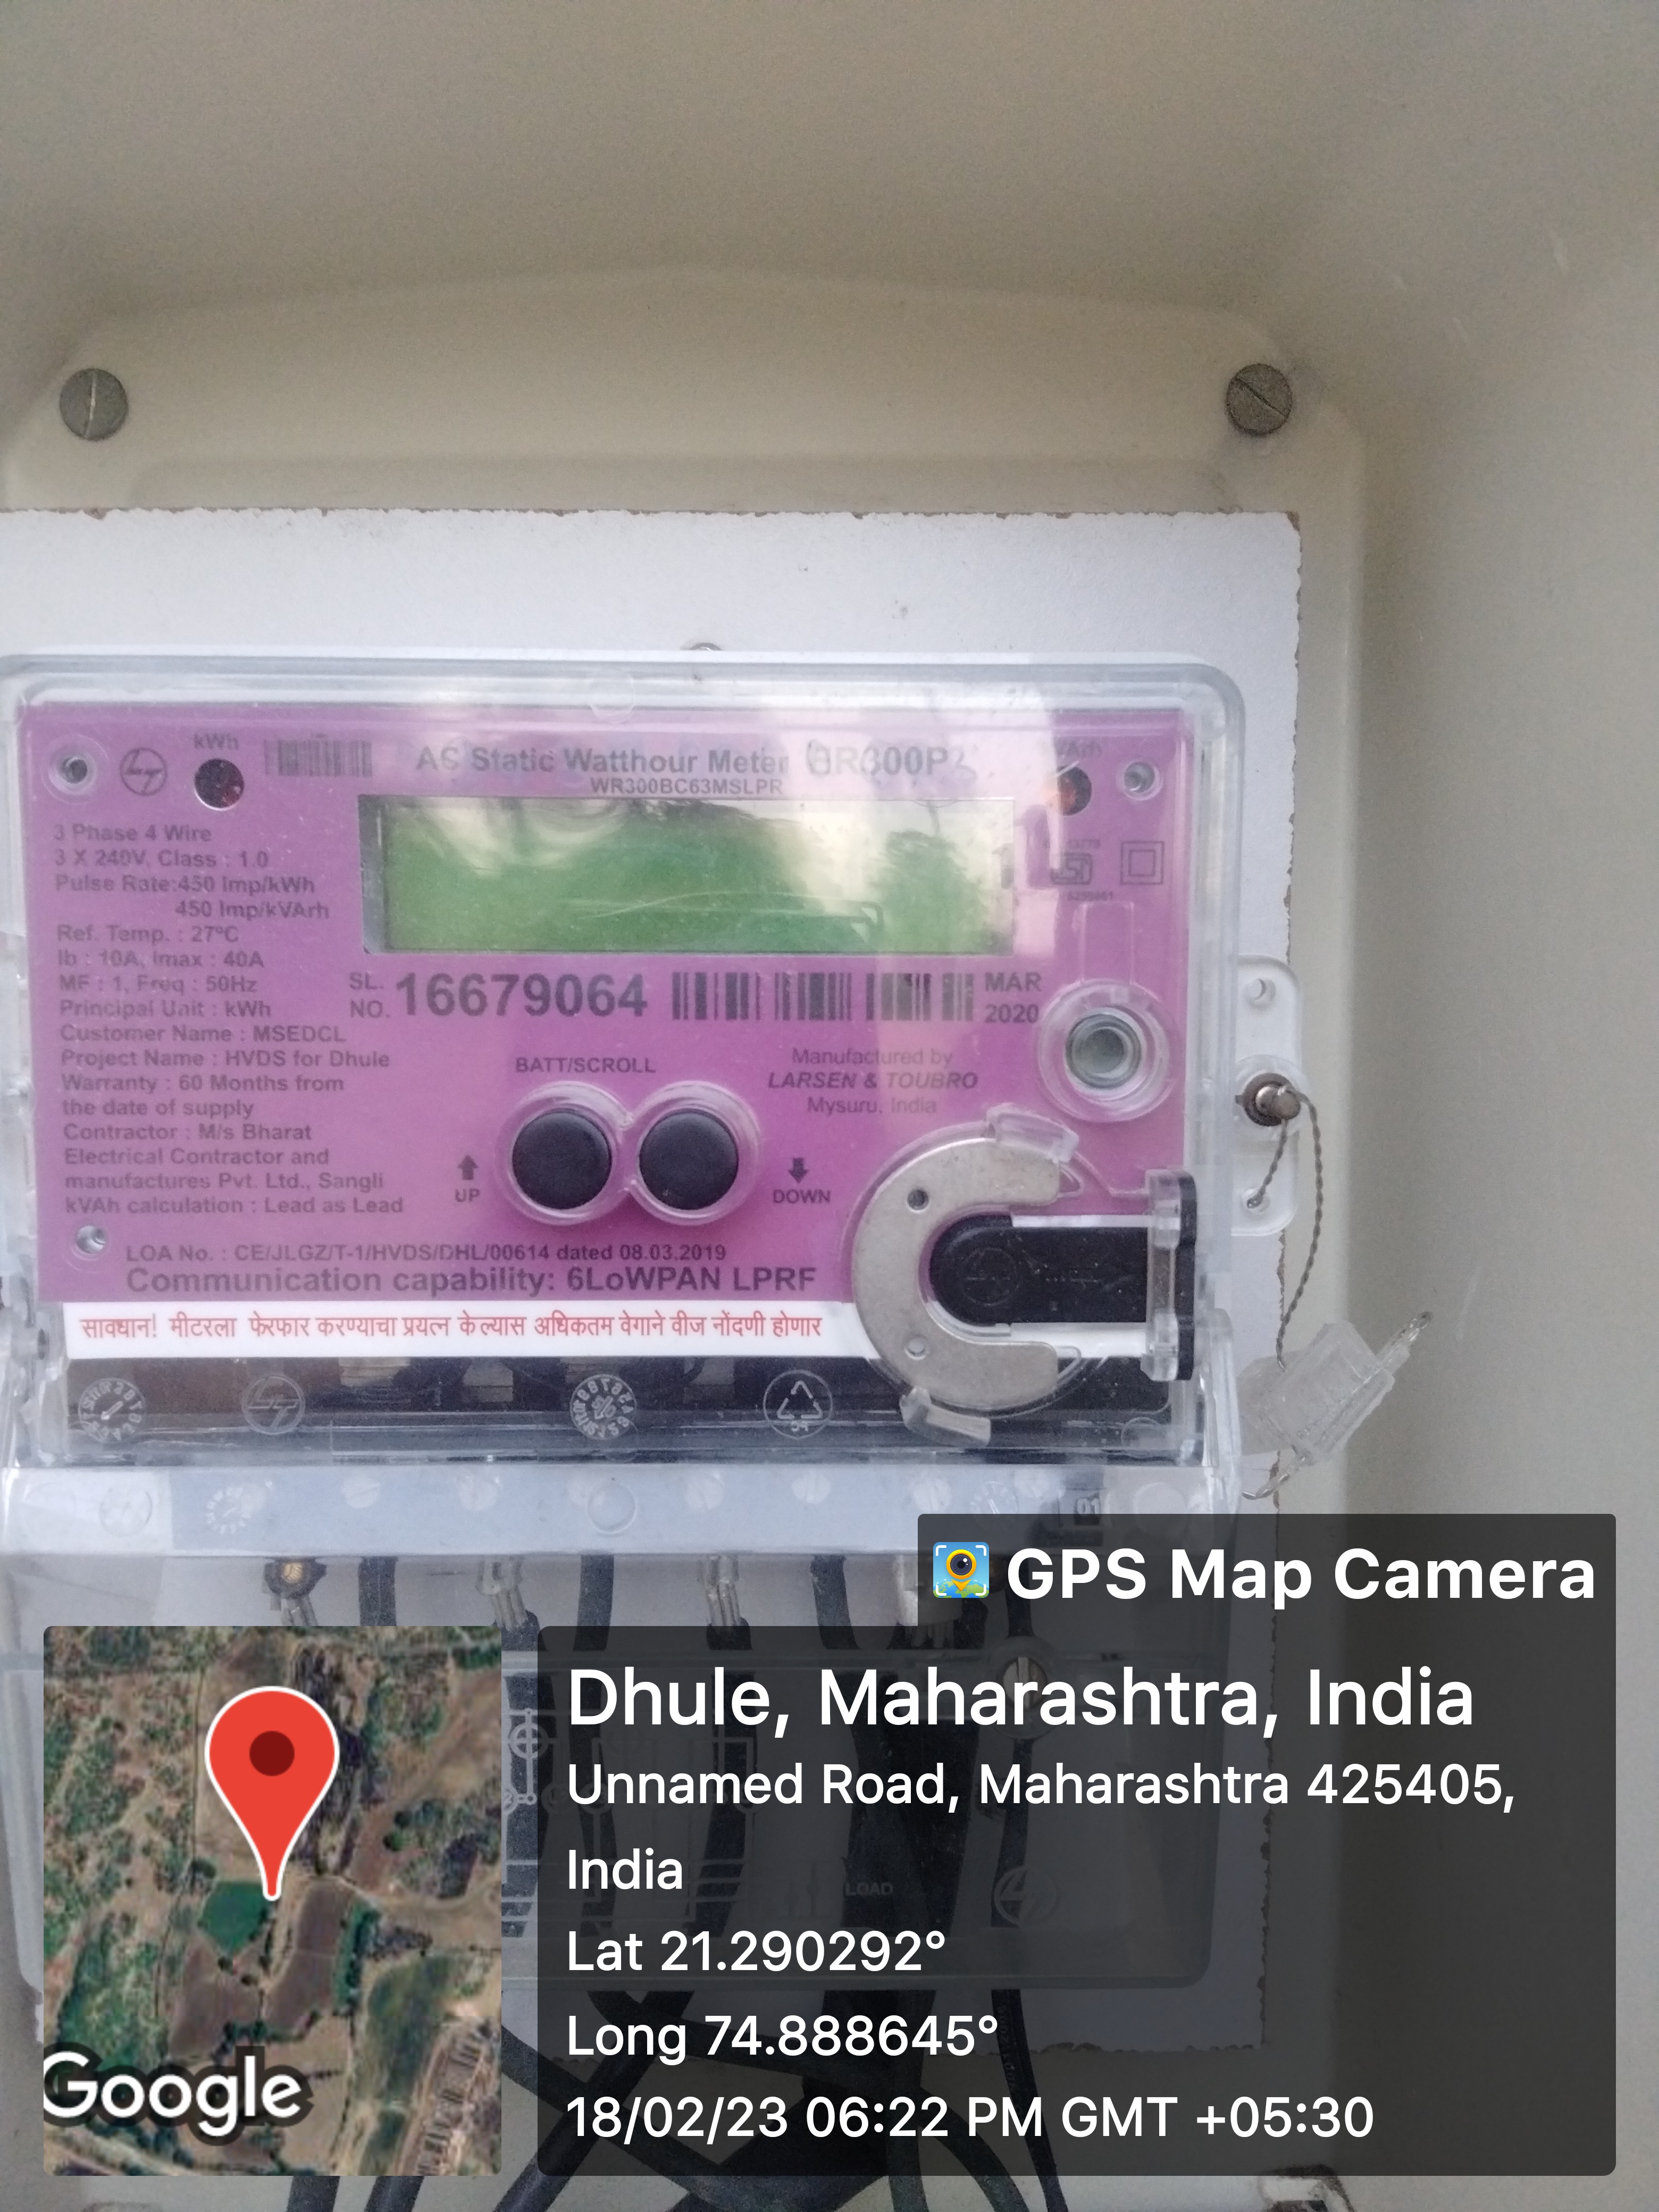 kWh
AC Static Watthour Meter
WR300BC63MSLPR
3 Phase 4 Wire
3 X 240V, Class : 1.0
Pulse Rate:450 Imp/kWh
450 Imp/kVArh
Ref. Temp. : 27°C
Ib : 10A, Imax : 40A
MF : 1, Freq : 50Hz
Principal Unit : kWh
Customer Name : MSEDCL
Project Name : HVDS for Dhule
Warranty : 60 Months from
the date of supply
Contractor : M/s Bharat
Electrical Contractor and
manufactures Pvt. Ltd., Sangli
kVAh calculation : Lead as Lead
SL.
NO. 16679064
MAR
2020
BATT/SCROLL
UP
DOWN
Manufactured by
LARSEN & TOUBRO
Mysuru, India
LOA No. : CE/JLGZ/T-1/HVDS/DHL/00614 dated 08.03.2019
Communication capability: 6LoWPAN LPRF
सावधान! मीटरला फेरफार करण्याचा प्रयत्न केल्यास अधिकतम वेगाने वीज नोंदणी होणार
01
LOAD
GPS Map Camera
Dhule, Maharashtra, India
Unnamed Road, Maharashtra 425405,
India
Lat 21.290292°
Long 74.888645°
18/02/23 06:22 PM GMT +05:30
Google